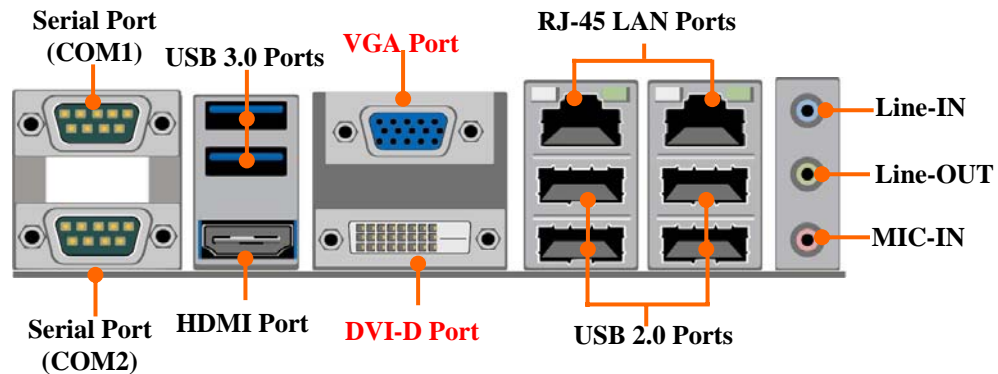 Serial Port
(COM1)
USB 3.0 Ports
VGA Port
RJ-45 LAN Ports
Line-IN
Line-OUT
MIC-IN
Serial Port
(COM2)
HDMI Port
DVI-D Port
USB 2.0 Ports